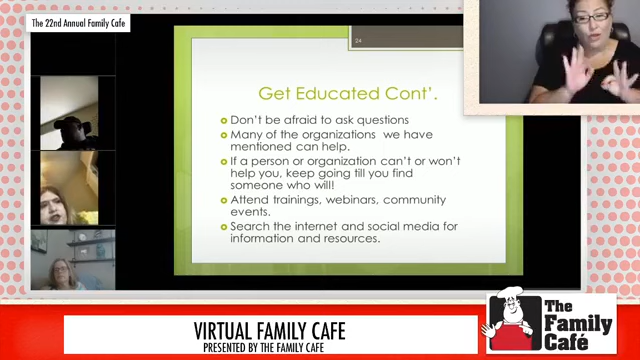 The 22nd Annual Family Cafe
24
Get Educated Cont'.
Don't be afraid to ask questions
Many of the organizations we have
mentioned can help.
If a person or organization can't or won't
help you, keep going till you find
someone who will!
Attend trainings, webinars, community
events.
Search the internet and social media for
information and resources.
VIRTUAL FAMILY CAFE
PRESENTED BY THE FAMILY CAFE
The
Family
Café